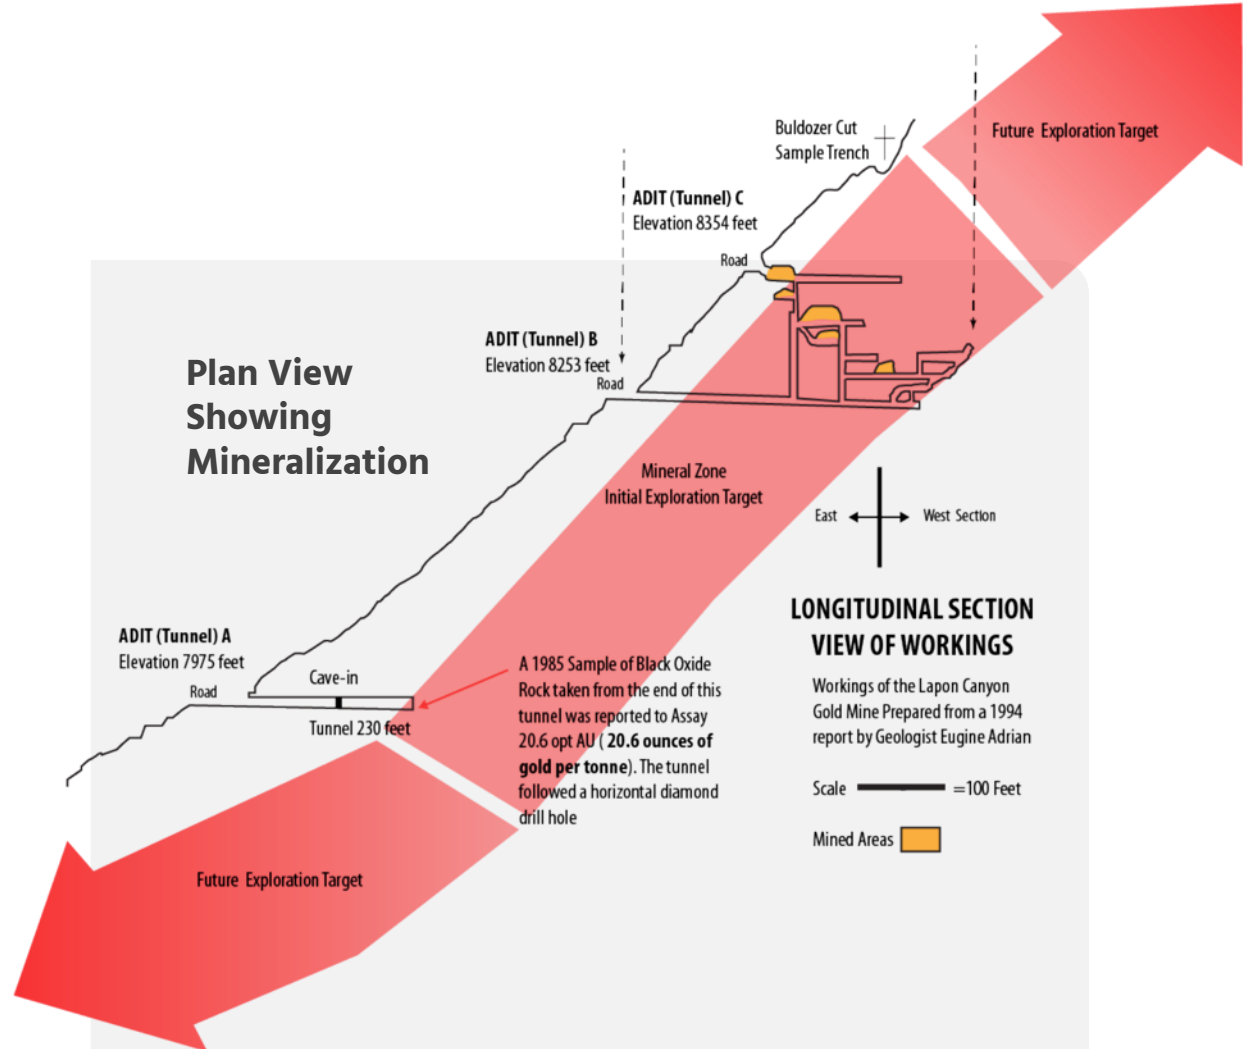 Buldozer Cut
Sample Trench
Future Exploration Target
ADIT (Tunnel) C
Elevation 8354 feet
Road
ADIT (Tunnel) B
Elevation 8253 feet
Road
Plan View
Showing
Mineralization
Mineral Zone
Initial Exploration Target
East
West Section
LONGITUDINAL SECTION
VIEW OF WORKINGS
ADIT (Tunnel) A
Elevation 7975 feet
Road
Cave-in
Tunnel 230 feet
A 1985 Sample of Black Oxide
Rock taken from the end of this
tunnel was reported to Assay
20.6 opt AU ( 20.6 ounces of
gold per tonne). The tunnel
followed a horizontal diamond
drill hole
Workings of the Lapon Canyon
Gold Mine Prepared from a 1994
report by Geologist Eugine Adrian
Scale =100 Feet
Mined Areas
Future Exploration Target